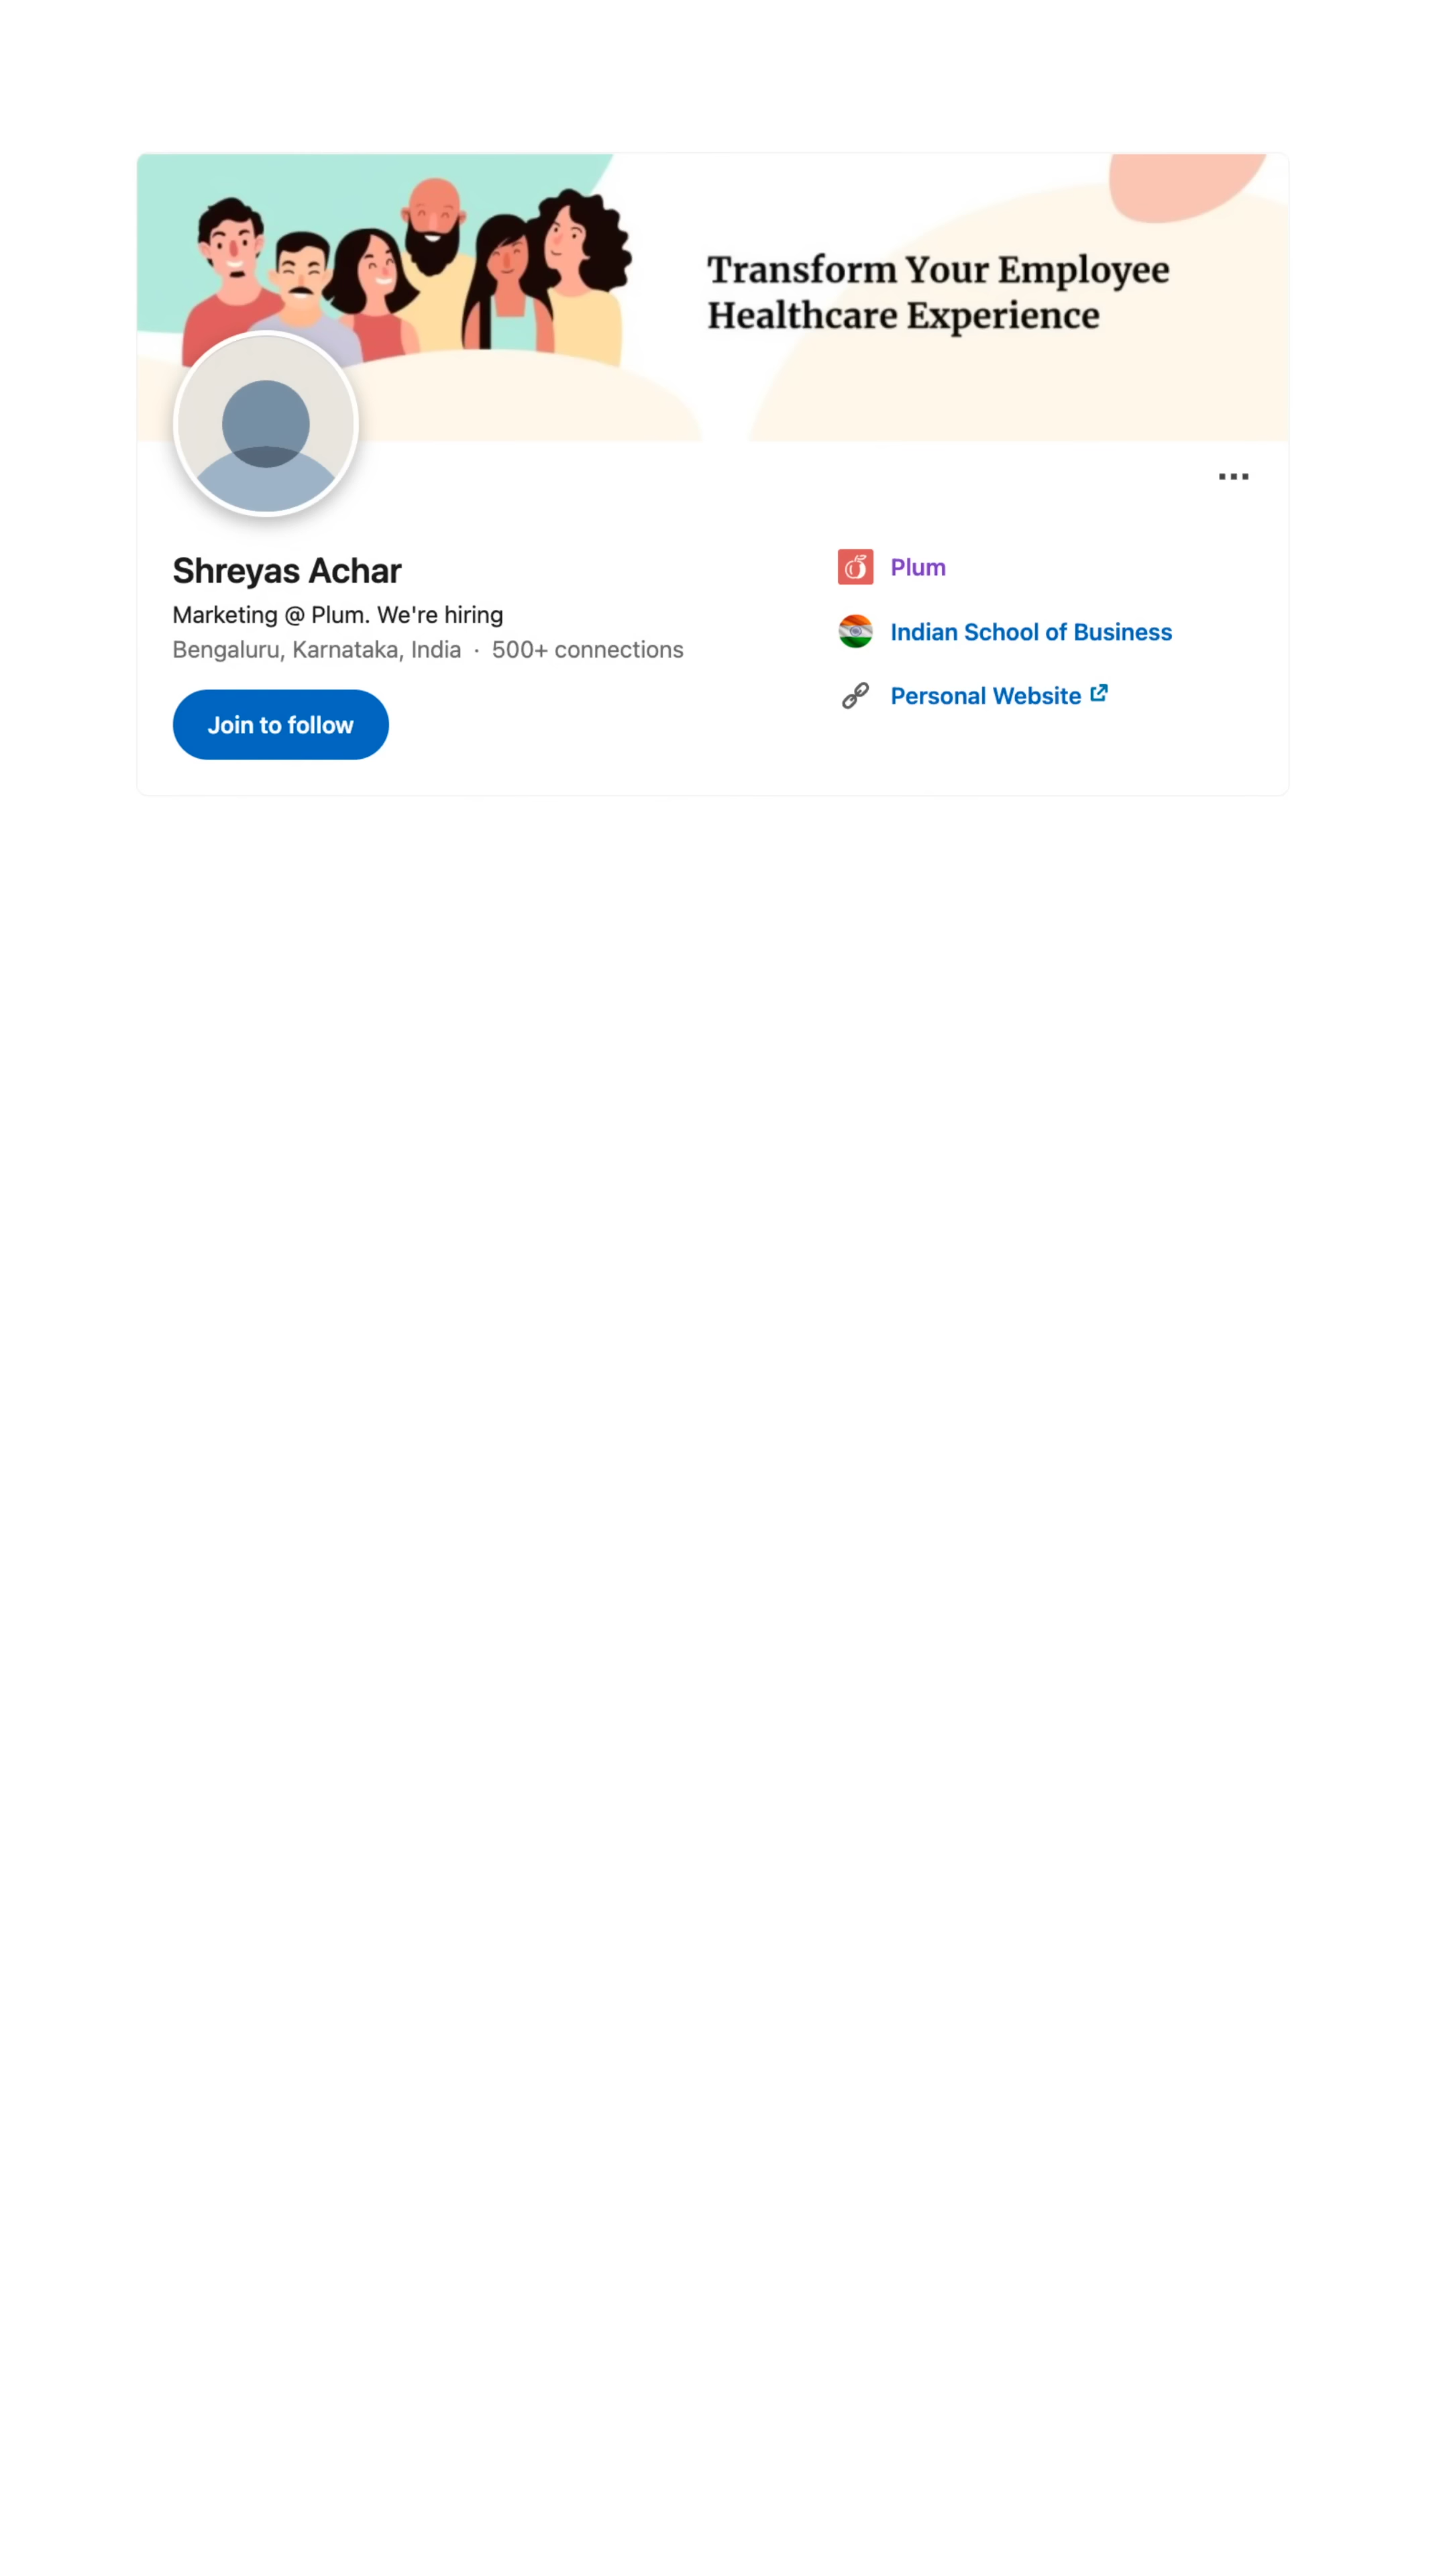 Transform Your Employee
Healthcare Experience
Shreyas Achar
Marketing @ Plum. We're hiring
Bengaluru, Karnataka, India · 500+ connections
Join to follow
Plum
Indian School of Business
Personal Website